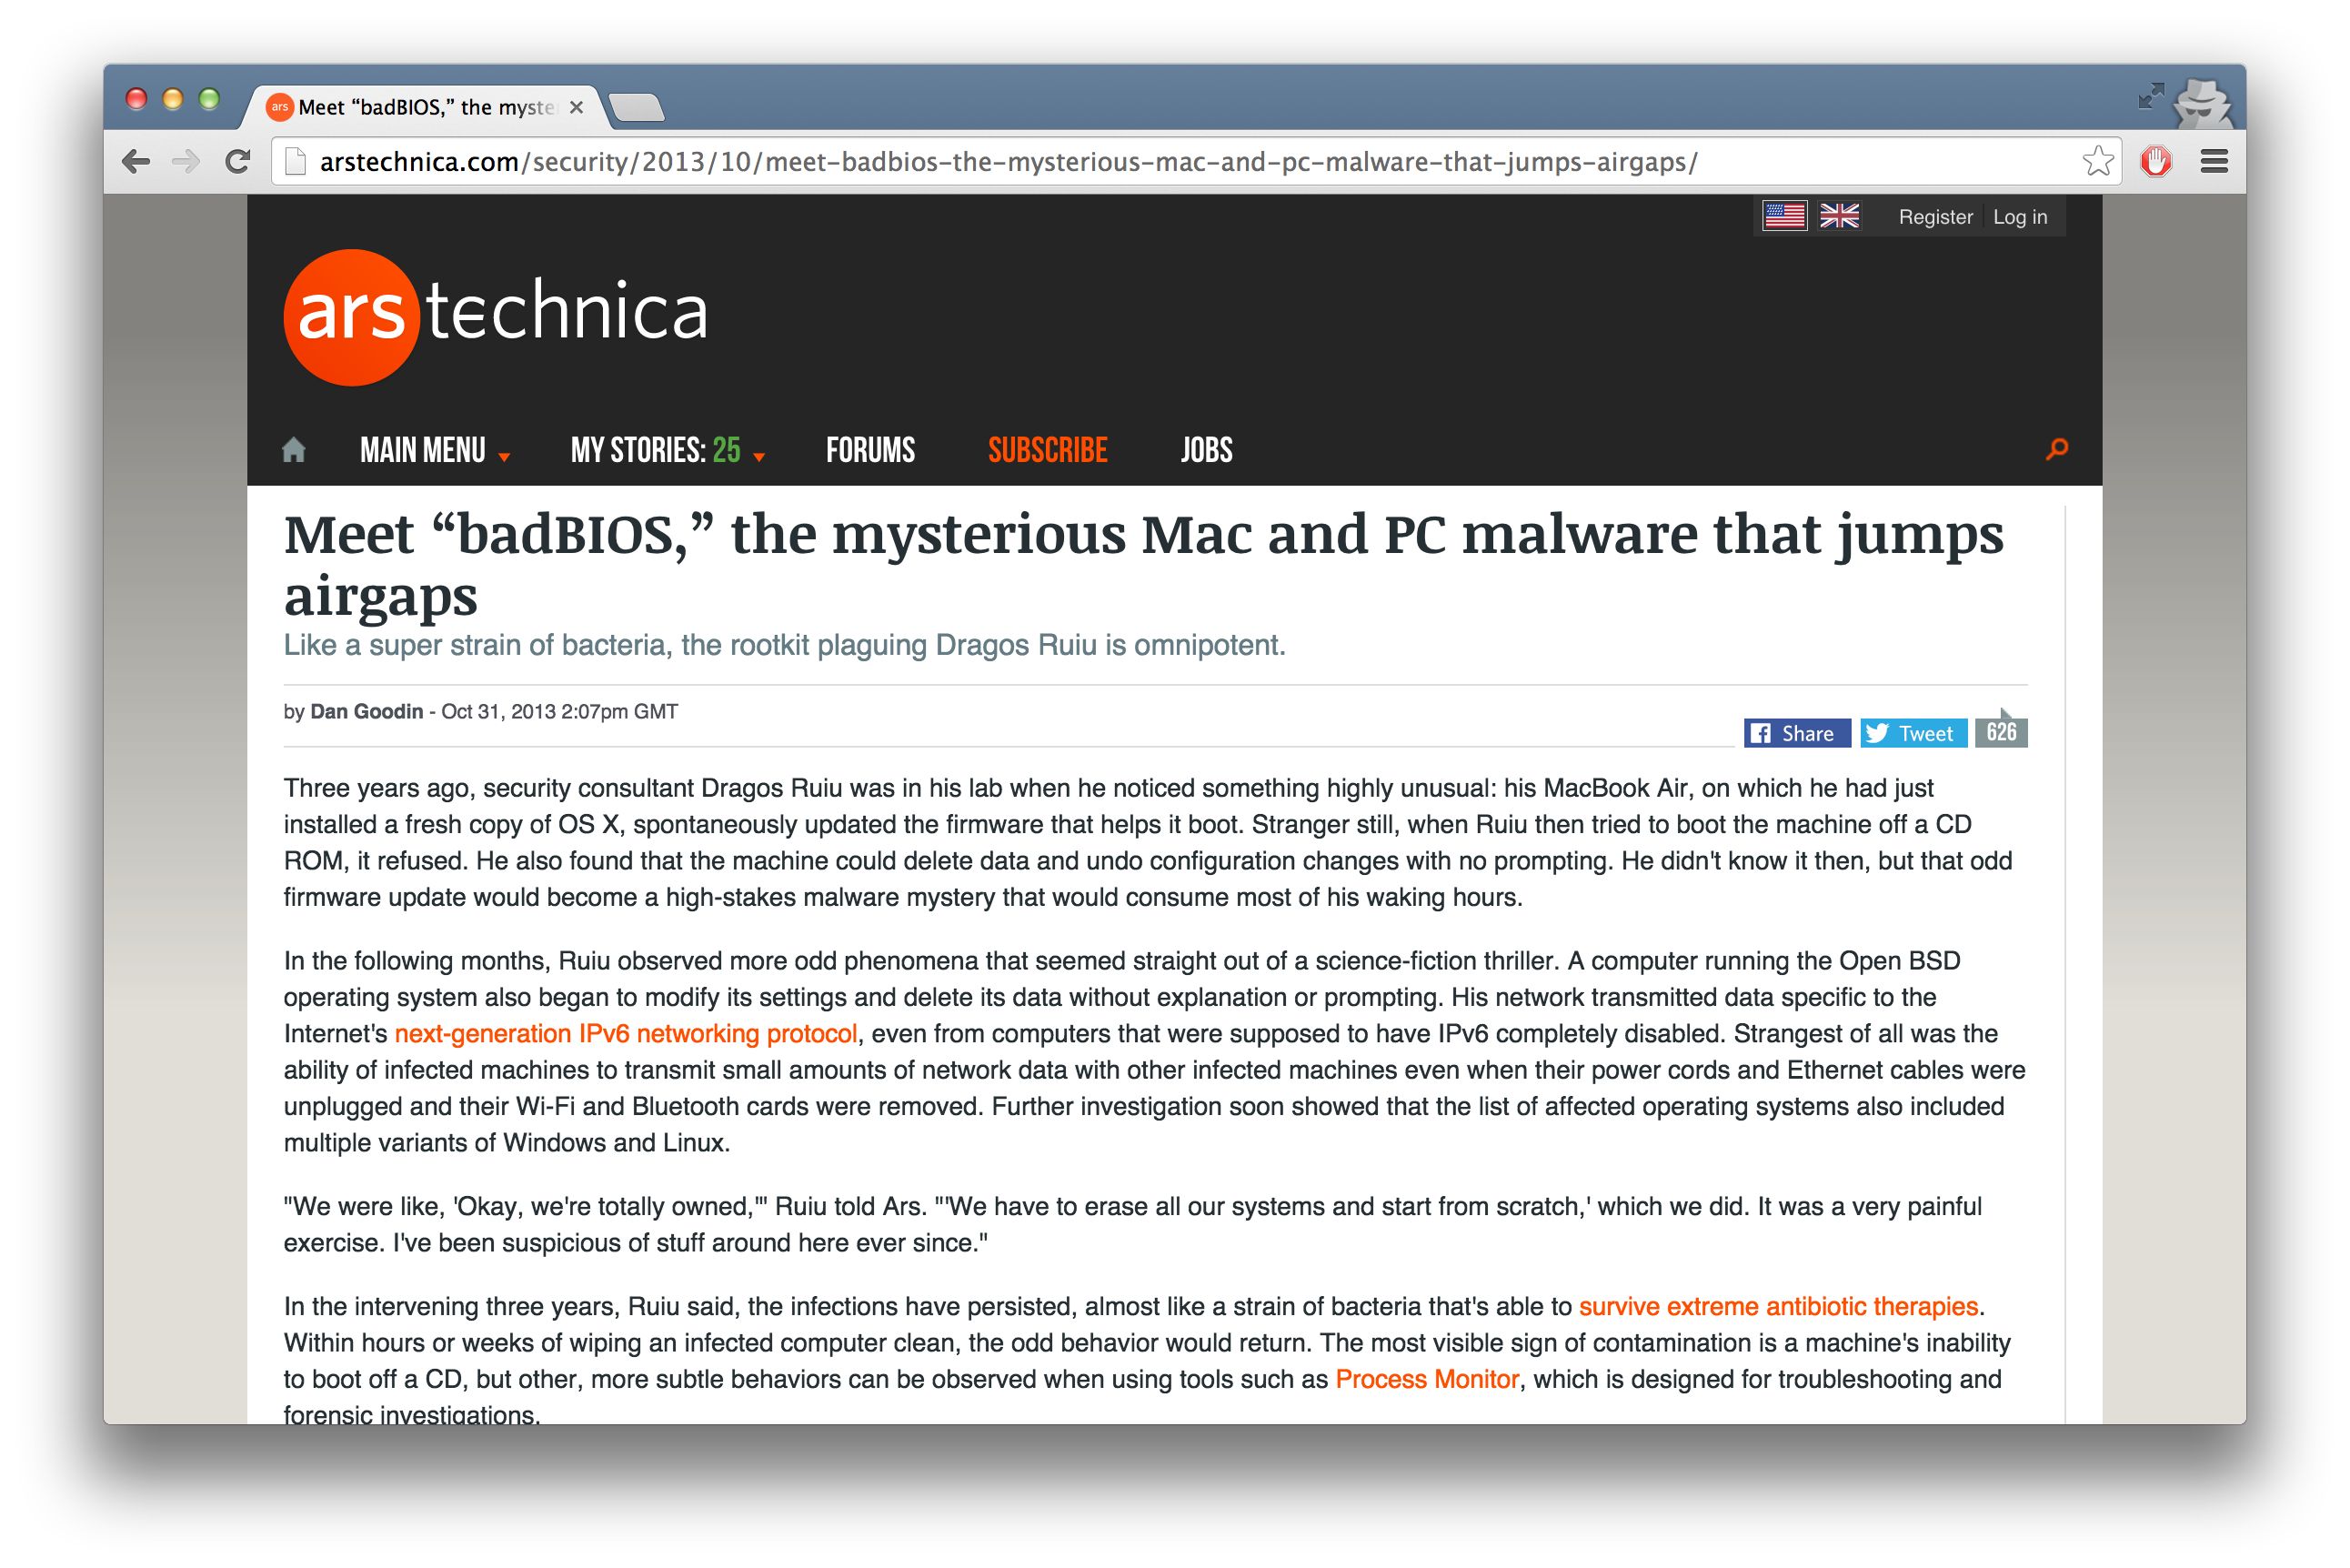 ars Meet “badBIOS,” the myste
arstechnica.com/security/2013/10/meet-badbios-the-mysterious-mac-and-pc-malware-that-jumps-airgaps/
Register Log in
ars technica
MAIN MENU MY STORIES: 25 FORUMS SUBSCRIBE JOBS
Meet “badBIOS,” the mysterious Mac and PC malware that jumps
airgaps
Like a super strain of bacteria, the rootkit plaguing Dragos Ruiu is omnipotent.
by Dan Goodin - Oct 31, 2013 2:07pm GMT
Share Tweet 626
Three years ago, security consultant Dragos Ruiu was in his lab when he noticed something highly unusual: his MacBook Air, on which he had just
installed a fresh copy of OS X, spontaneously updated the firmware that helps it boot. Stranger still, when Ruiu then tried to boot the machine off a CD
ROM, it refused. He also found that the machine could delete data and undo configuration changes with no prompting. He didn't know it then, but that odd
firmware update would become a high-stakes malware mystery that would consume most of his waking hours.
In the following months, Ruiu observed more odd phenomena that seemed straight out of a science-fiction thriller. A computer running the Open BSD
operating system also began to modify its settings and delete its data without explanation or prompting. His network transmitted data specific to the
Internet's next-generation IPv6 networking protocol, even from computers that were supposed to have IPv6 completely disabled. Strangest of all was the
ability of infected machines to transmit small amounts of network data with other infected machines even when their power cords and Ethernet cables were
unplugged and their Wi-Fi and Bluetooth cards were removed. Further investigation soon showed that the list of affected operating systems also included
multiple variants of Windows and Linux.
"We were like, 'Okay, we're totally owned,'" Ruiu told Ars. "'We have to erase all our systems and start from scratch,' which we did. It was a very painful
exercise. I've been suspicious of stuff around here ever since."
In the intervening three years, Ruiu said, the infections have persisted, almost like a strain of bacteria that's able to survive extreme antibiotic therapies.
Within hours or weeks of wiping an infected computer clean, the odd behavior would return. The most visible sign of contamination is a machine's inability
to boot off a CD, but other, more subtle behaviors can be observed when using tools such as Process Monitor, which is designed for troubleshooting and
forensic investigations.